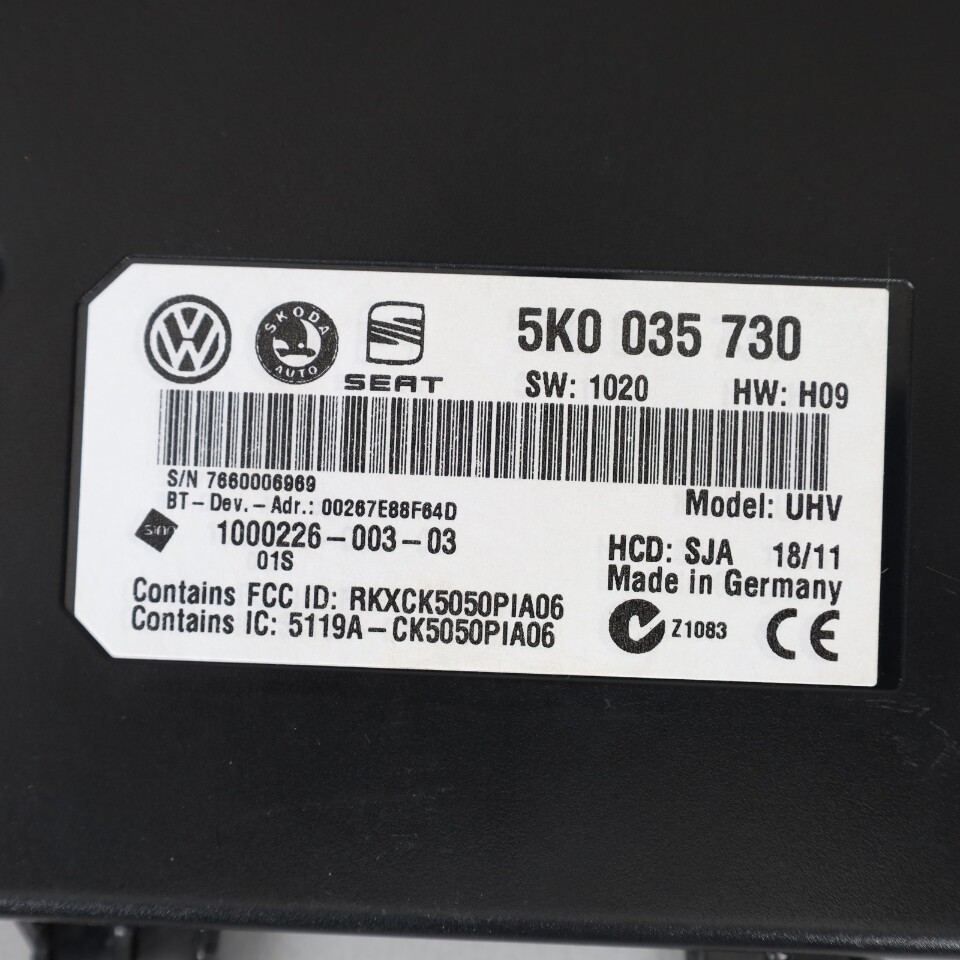 SKODA AUTO
SEAT
5K0 035 730
SW: 1020 HW: H09
S/N 7660006969
BT-Dev.-Adr.: 00267E88F64D
Model: UHV
1000226-003-03
01S
HCD: SJA 18/11
Made in Germany
Contains FCC ID: RKXCK5050PIA06
Contains IC: 5119A-CK5050PIA06
Z1083 CE